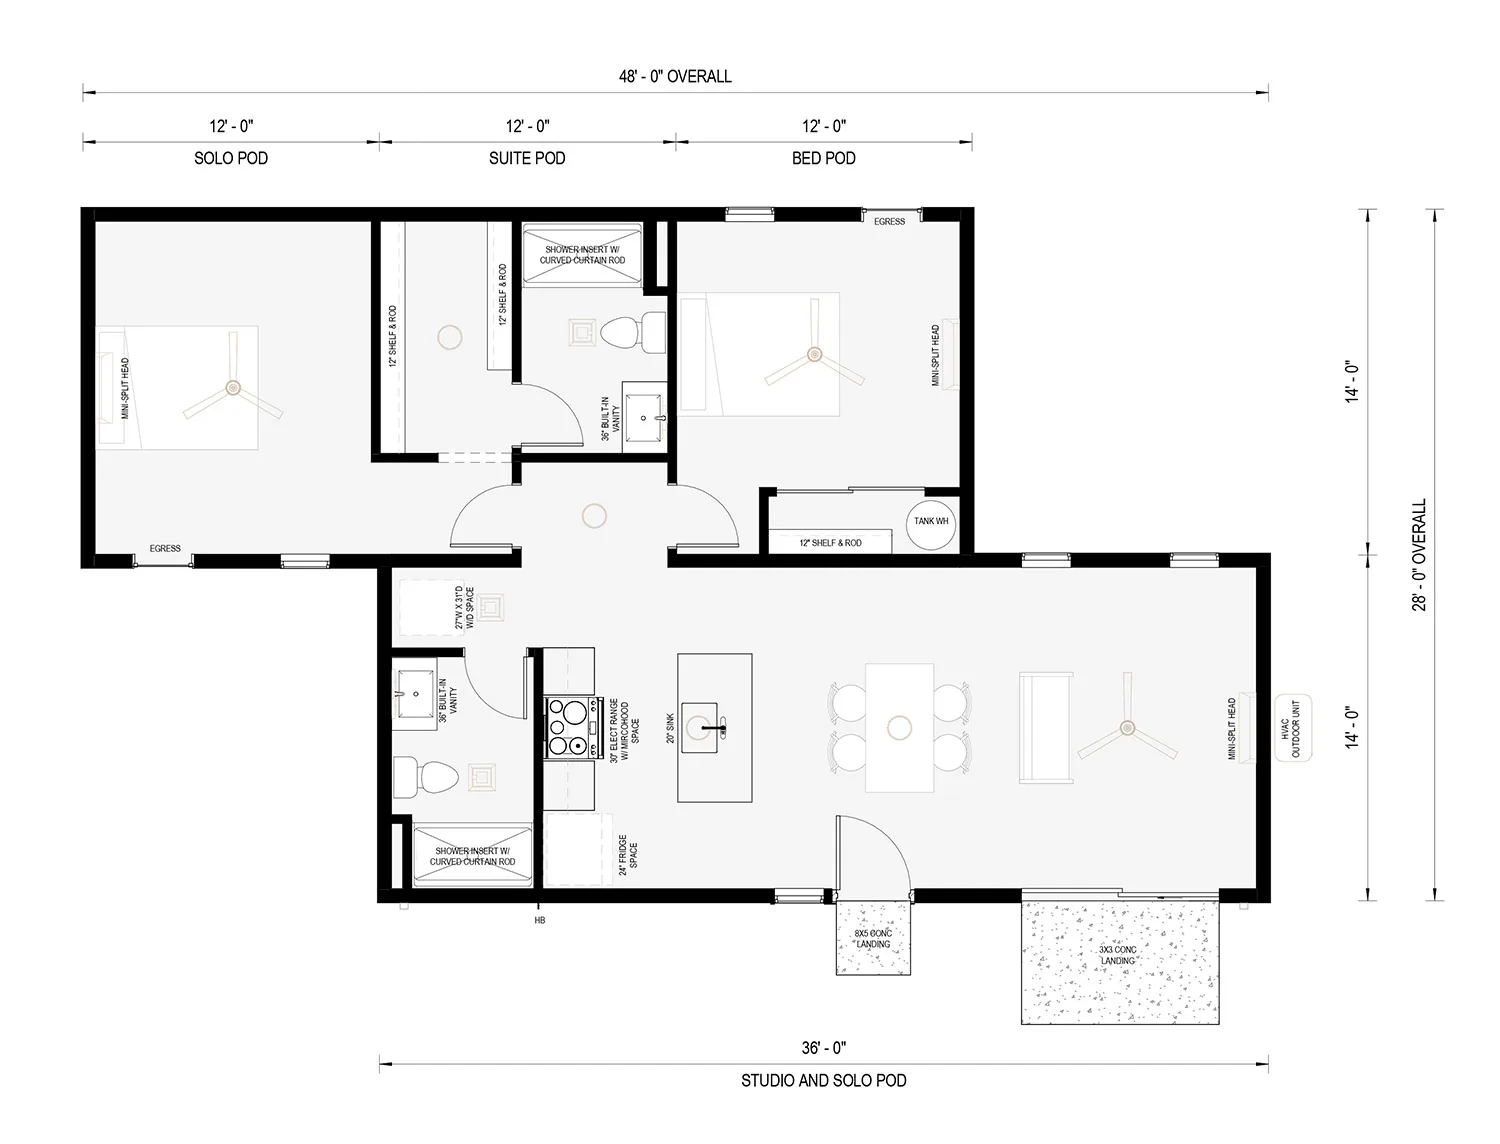 48' - 0" OVERALL
12' - 0"
12' - 0"
12' - 0"
SOLO POD
SUITE POD
BED POD
EGRESS
SHOWER INSERT W/
CURVED CURTAIN ROD
12" SHELF & ROD
12" SHELF & ROD
MINI-SPLIT HEAD
MINI-SPLIT HEAD
36" BUILT-IN
VANITY
14' - 0"
TANK WH
12" SHELF & ROD
EGRESS
28' - 0" OVERALL
27"W X 31"D
W/D SPACE
36" BUILT-IN
VANITY
30" ELECT RANGE
W/ MIRCOHOOD
SPACE
20" SINK
MINI-SPLIT HEAD
HVAC
OUTDOOR UNIT
14' - 0"
SHOWER INSERT W/
CURVED CURTAIN ROD
24" FRIDGE
SPACE
HB
8X5 CONC
LANDING
3X3 CONC
LANDING
36' - 0"
STUDIO AND SOLO POD